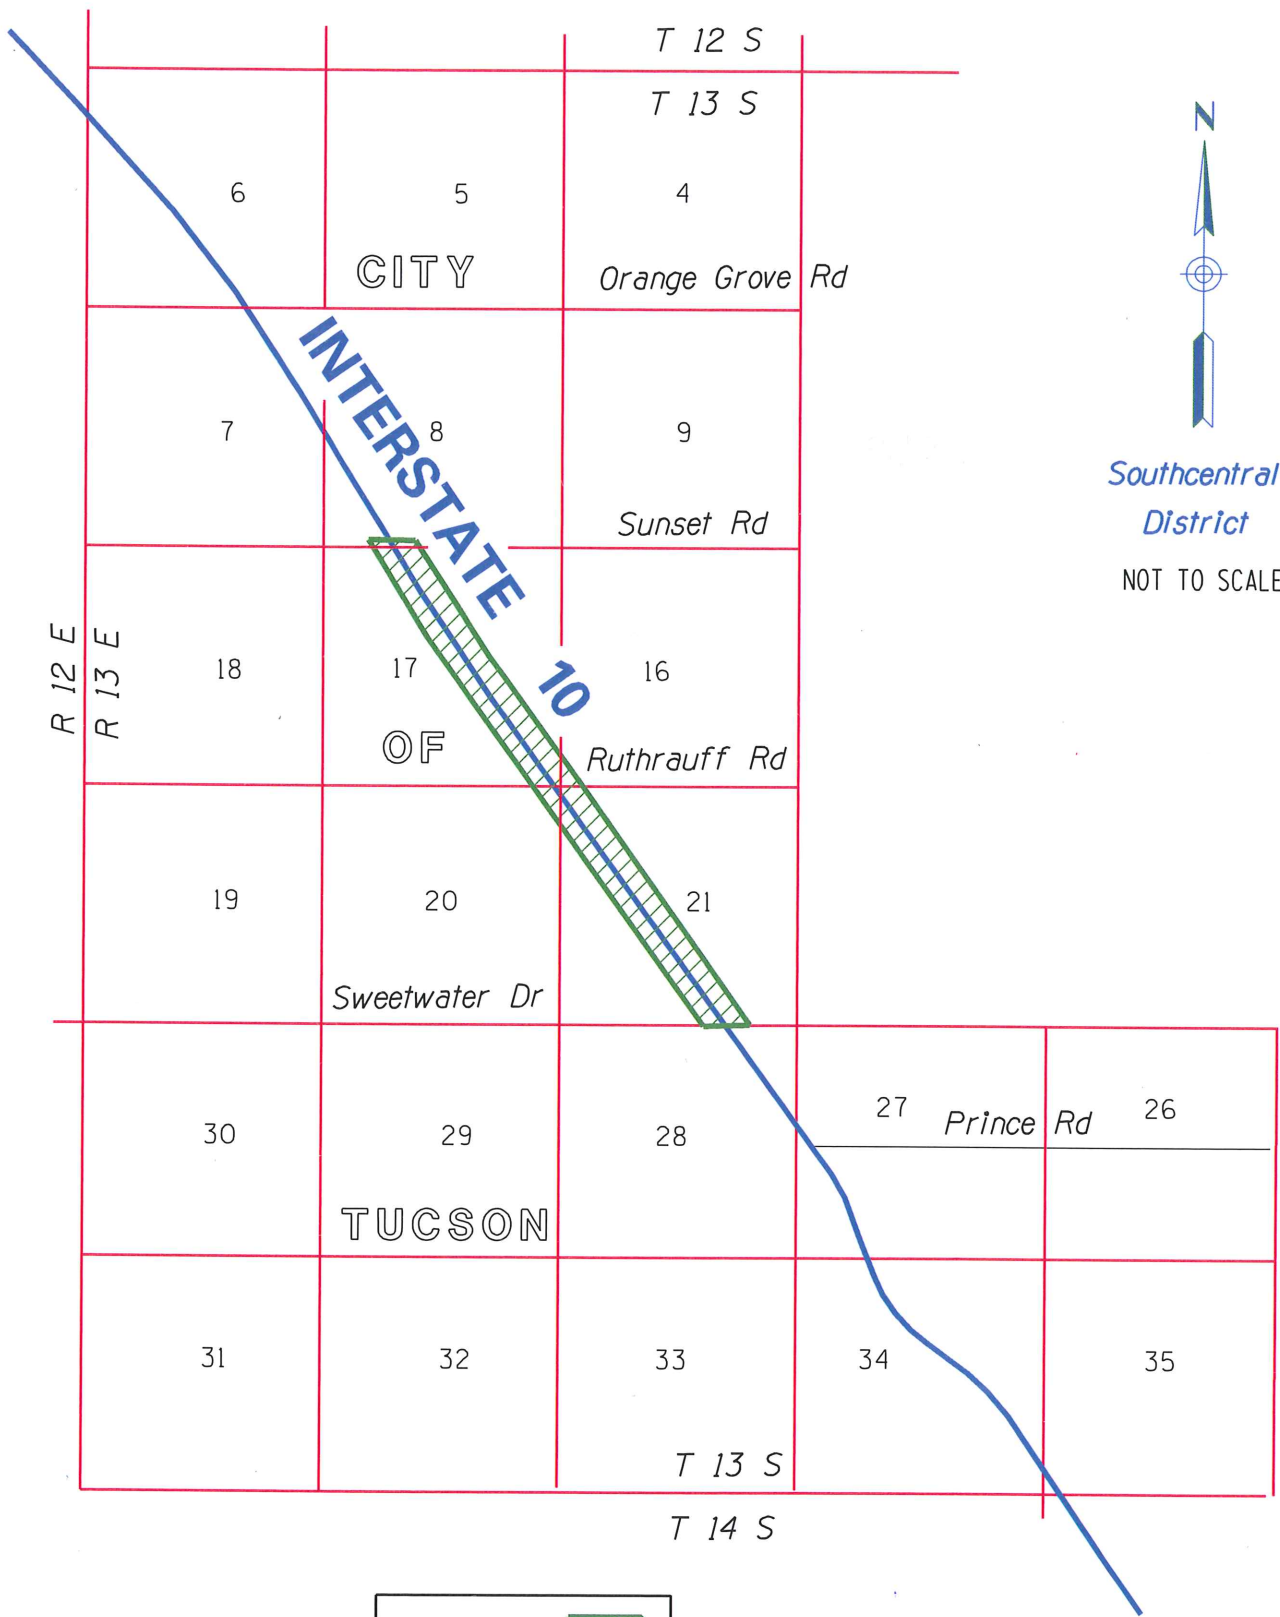 T 12 S
T 13 S
N
6
5
4
CITY
Orange Grove Rd
INTERSTATE 10
7
8
9
Southcentral
District
NOT TO SCALE
Sunset Rd
R 12 E
R 13 E
18
17
16
OF
Ruthrauff Rd
19
20
21
Sweetwater Dr
30
29
28
27
Prince Rd
26
TUCSON
31
32
33
34
35
T 13 S
T 14 S